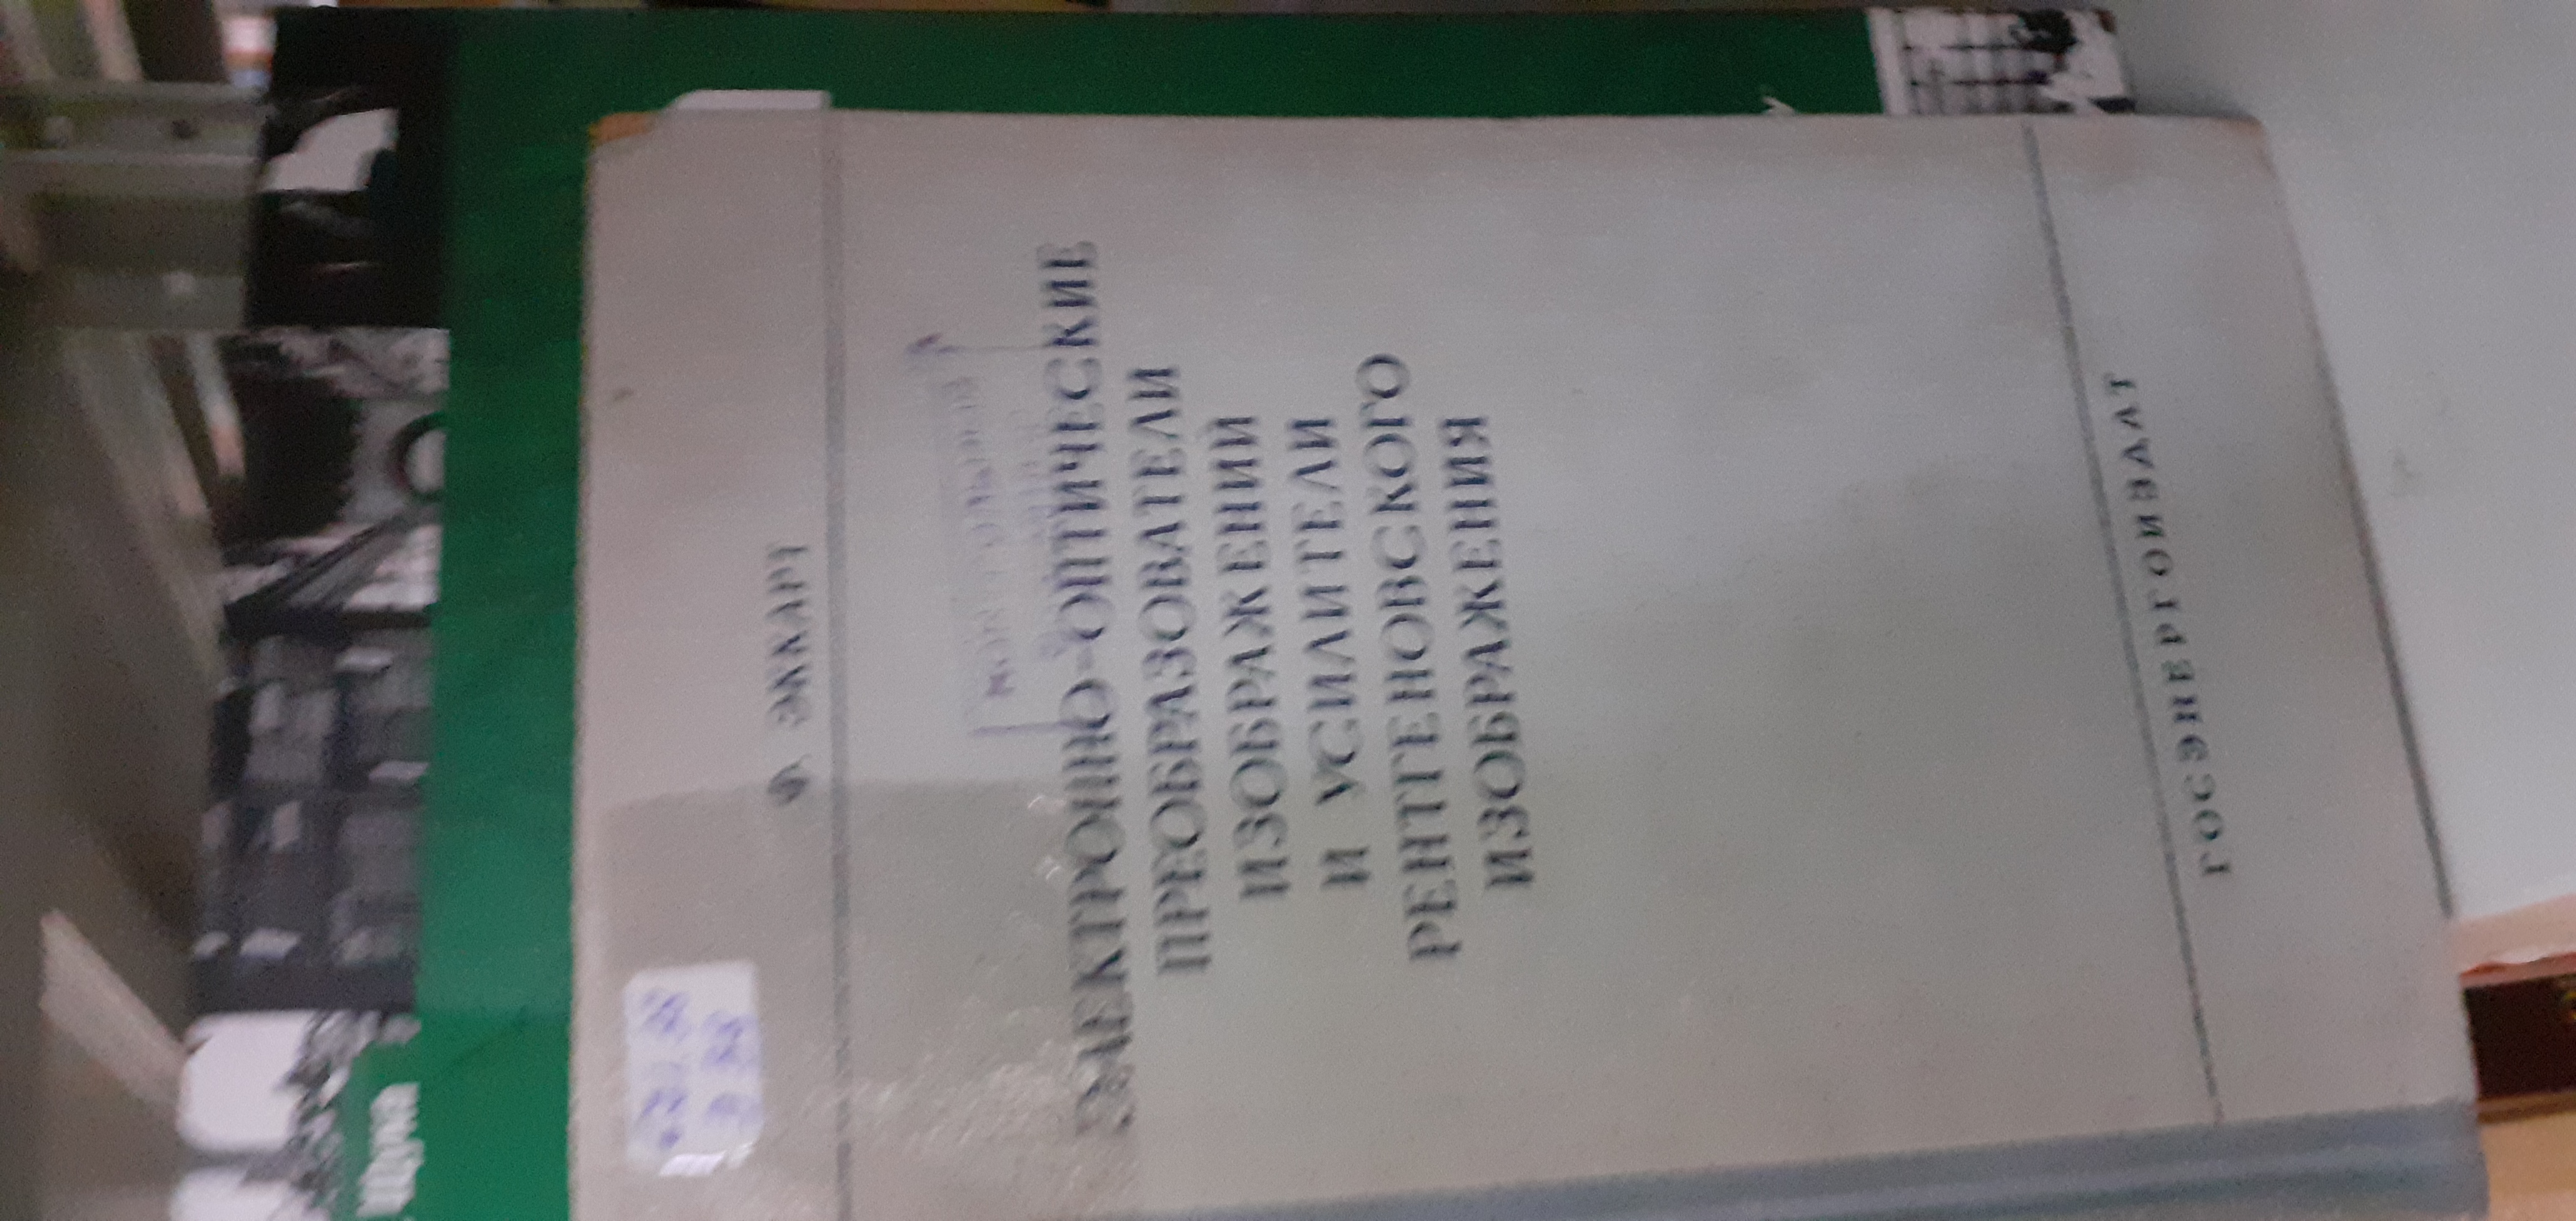 Ф. ЭККАРТ
ЭЛЕКТРОННО-ОПТИЧЕСКИЕ
ПРЕОБРАЗОВАТЕЛИ
ИЗОБРАЖЕНИЙ
И УСИЛИТЕЛИ
РЕНТГЕНОВСКОГО
ИЗОБРАЖЕНИЯ
ГОСЭНЕРГОИЗДАТ